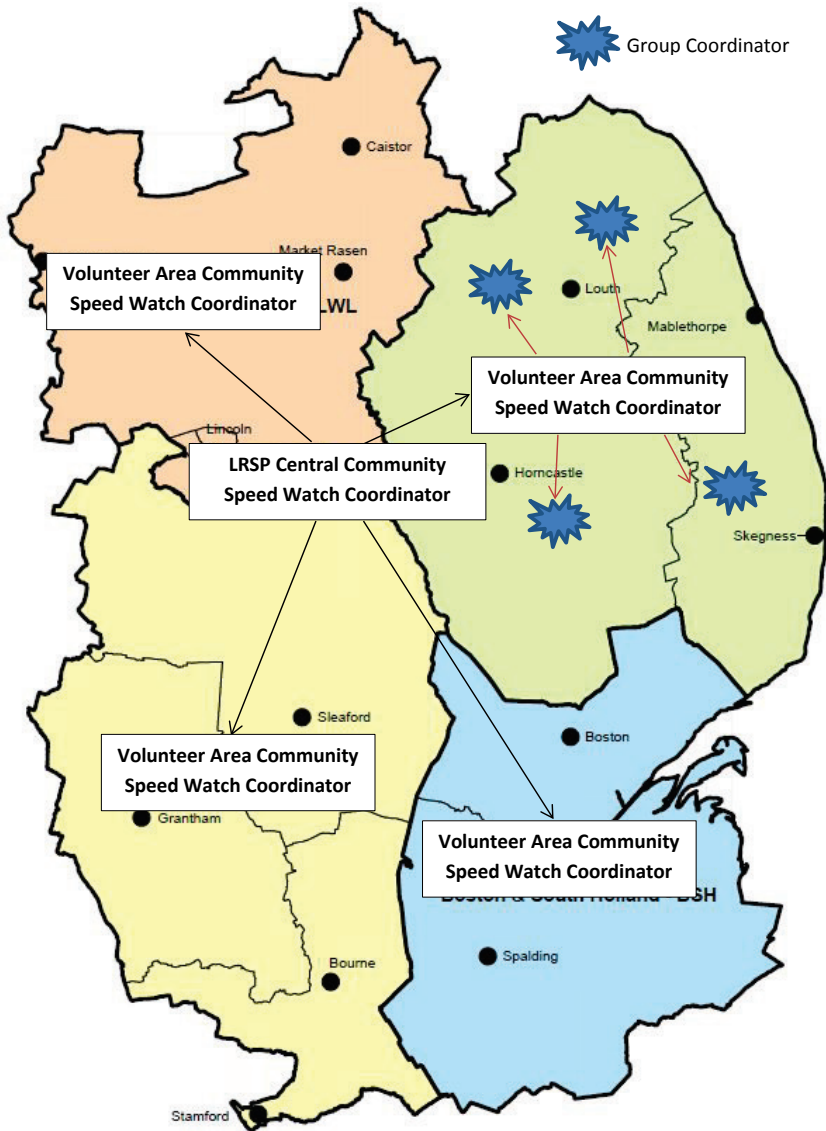 Group Coordinator
Caistor
Market Rasen
Volunteer Area Community
Speed Watch Coordinator
LWL
Louth
Mablethorpe
Volunteer Area Community
Speed Watch Coordinator
Lincoln
LRSP Central Community
Speed Watch Coordinator
Horncastle
Skegness
Sleaford
Boston
Volunteer Area Community
Speed Watch Coordinator
Grantham
Volunteer Area Community
Speed Watch Coordinator
Boston & South Holland - BSH
Bourne
Spalding
Stamford